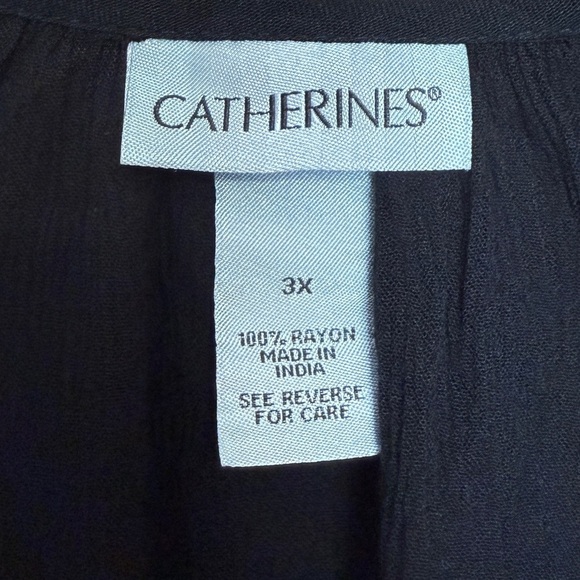 CATHERINES®
3X
100% RAYON
MADE IN
INDIA
SEE REVERSE
FOR CARE